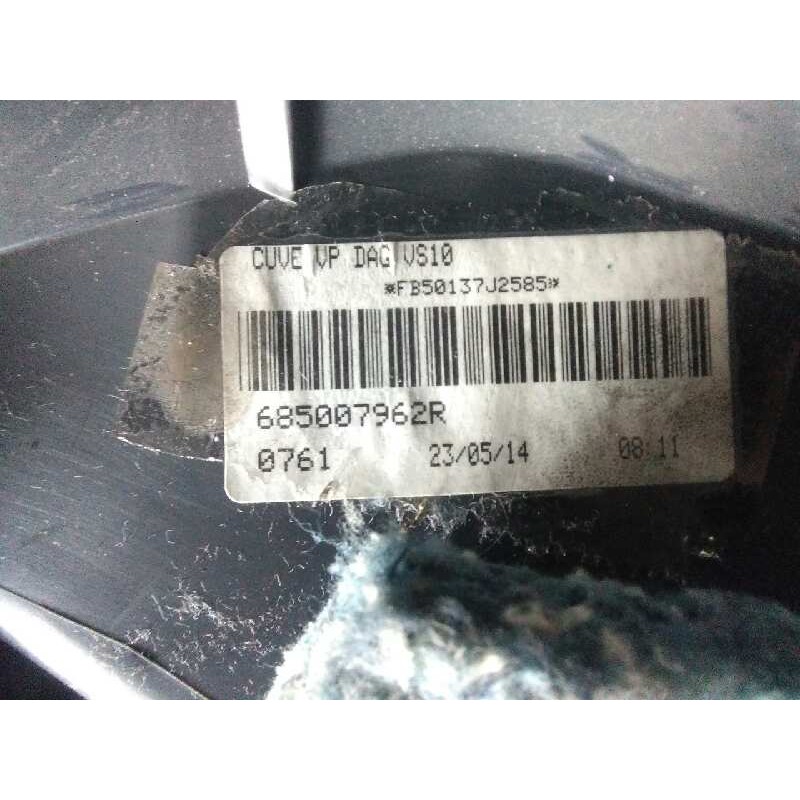 CUVE VP DAG VS10
*FB50137J2585*
685007962R
0761 23/05/14 08:11